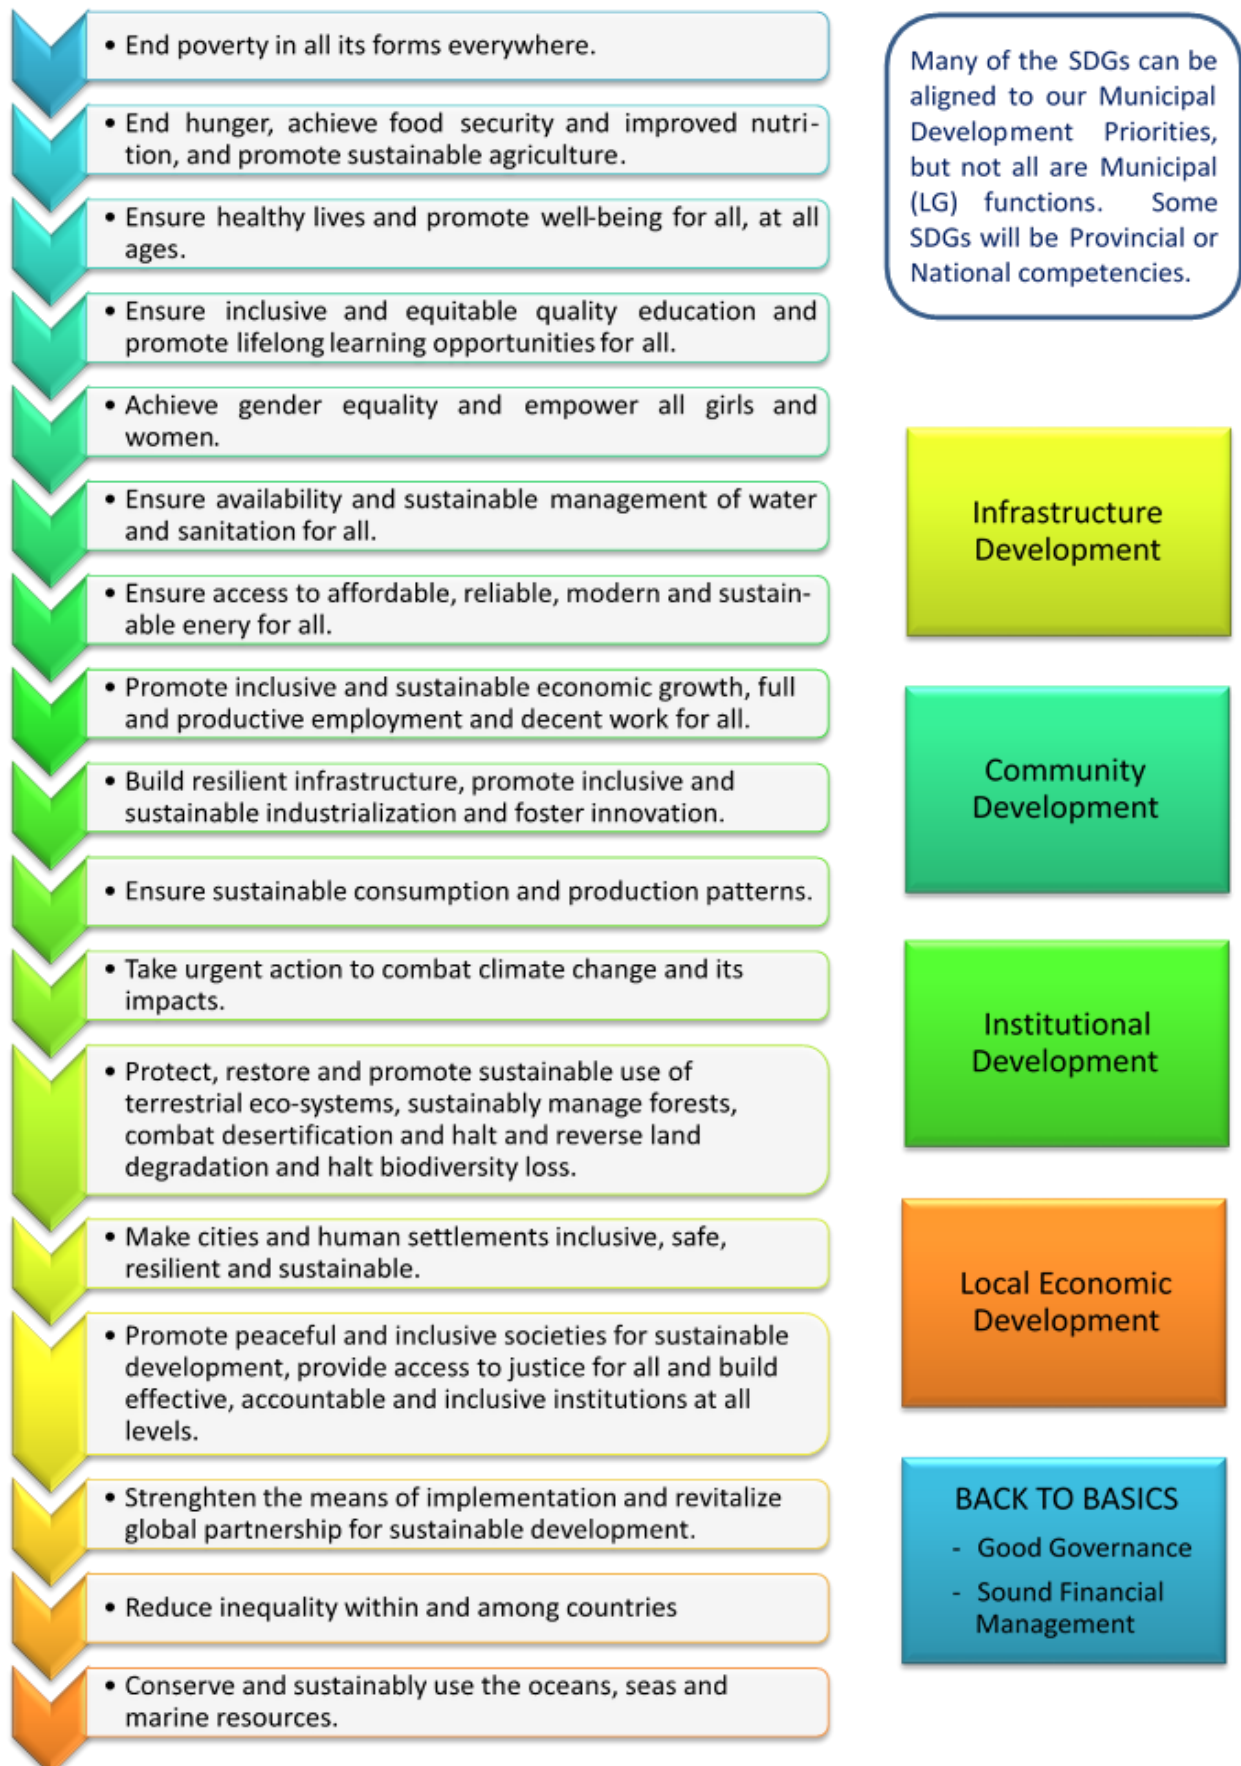 • End poverty in all its forms everywhere.
• End hunger, achieve food security and improved nutri-
tion, and promote sustainable agriculture.
• Ensure healthy lives and promote well-being for all, at all
ages.
• Ensure inclusive and equitable quality education and
promote lifelong learning opportunities for all.
• Achieve gender equality and empower all girls and
women.
• Ensure availability and sustainable management of water
and sanitation for all.
• Ensure access to affordable, reliable, modern and sustain-
able enery for all.
• Promote inclusive and sustainable economic growth, full
and productive employment and decent work for all.
• Build resilient infrastructure, promote inclusive and
sustainable industrialization and foster innovation.
• Ensure sustainable consumption and production patterns.
• Take urgent action to combat climate change and its
impacts.
• Protect, restore and promote sustainable use of
terrestrial eco-systems, sustainably manage forests,
combat desertification and halt and reverse land
degradation and halt biodiversity loss.
• Make cities and human settlements inclusive, safe,
resilient and sustainable.
• Promote peaceful and inclusive societies for sustainable
development, provide access to justice for all and build
effective, accountable and inclusive institutions at all
levels.
• Strenghten the means of implementation and revitalize
global partnership for sustainable development.
• Reduce inequality within and among countries
• Conserve and sustainably use the oceans, seas and
marine resources.
Many of the SDGs can be
aligned to our Municipal
Development Priorities,
but not all are Municipal
(LG) functions. Some
SDGs will be Provincial or
National competencies.
Infrastructure
Development
Community
Development
Institutional
Development
Local Economic
Development
BACK TO BASICS
- Good Governance
- Sound Financial
Management